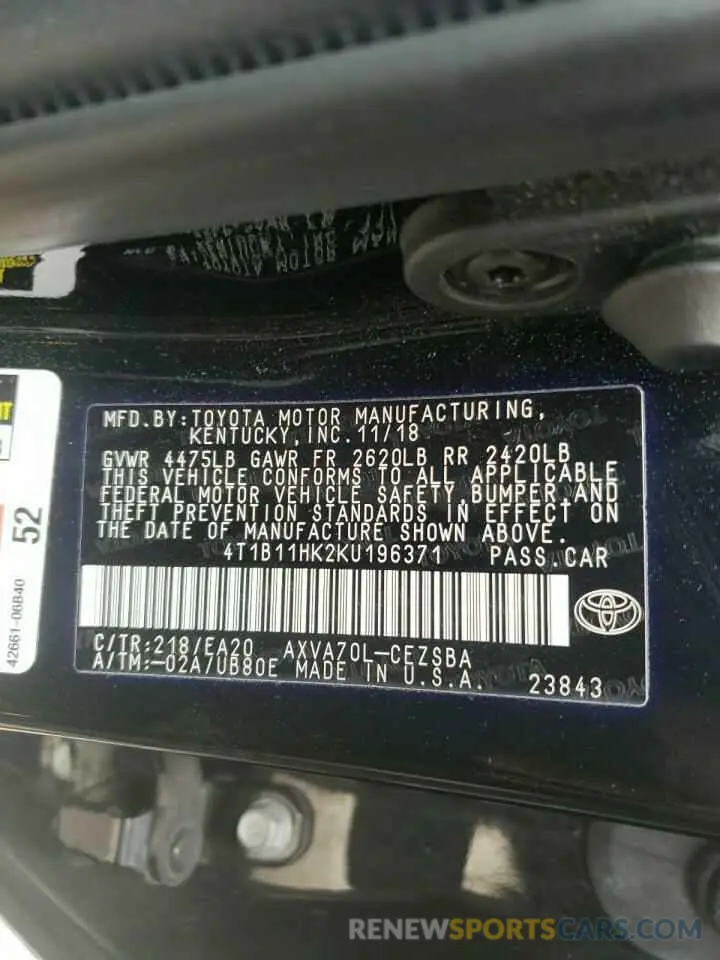 MFD.BY:TOYOTA MOTOR MANUFACTURING,
KENTUCKY,INC.11/18
GVWR 4475LB GAWR FR 2620LB RR 2420LB
THIS VEHICLE CONFORMS TO ALL APPLICABLE
FEDERAL MOTOR VEHICLE SAFETY,BUMPER,AND
THEFT PREVENTION STANDARDS IN EFFECT ON
THE DATE OF MANUFACTURE SHOWN ABOVE.
4T1B11HK2KU196371 PASS.CAR
C/TR:218/EA20 AXVA70L-CEZSBA
A/TM:-02A/UB80E MADE IN U.S.A. 23843
52
42661-06B40
RENEWSPORTSCARS.COM